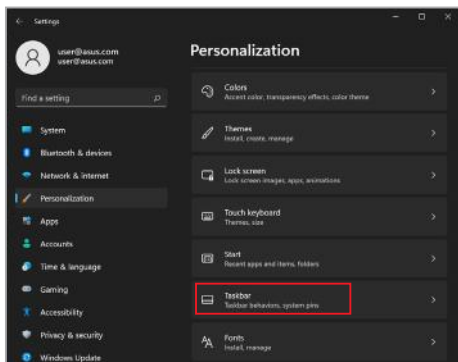 Settings
user@asus.com
user@asus.com
Find a setting
System
Bluetooth & devices
Network & internet
Personalization
Apps
Accounts
Time & language
Gaming
Accessibility
Privacy & security
Windows Update
Personalization
Colors
Accent color, transparency effects, color theme
Themes
Install, create, manage
Lock screen
Lock screen images, apps, animations
Touch keyboard
Themes, size
Start
Recent apps and items, folders
Taskbar
Taskbar behaviors, system pins
Fonts
Install, manage